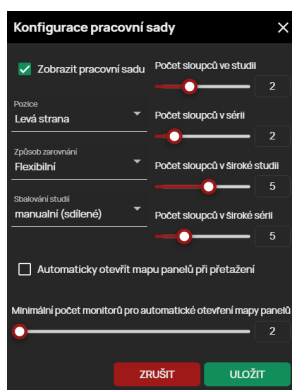 Konfigurace pracovní sady
Zobrazit pracovní sadu
Počet sloupců ve studii
2
Pozice
Levá strana
Počet sloupců v sérii
2
Způsob zarovnání
Flexibilní
Počet sloupců v široké studii
5
Sbalování studií
manualní (sdílené)
Počet sloupců v široké sérii
5
Automaticky otevřít mapu panelů při přetažení
Minimální počet monitorů pro automatické otevření mapy panelů
2
ZRUŠIT
ULOŽIT